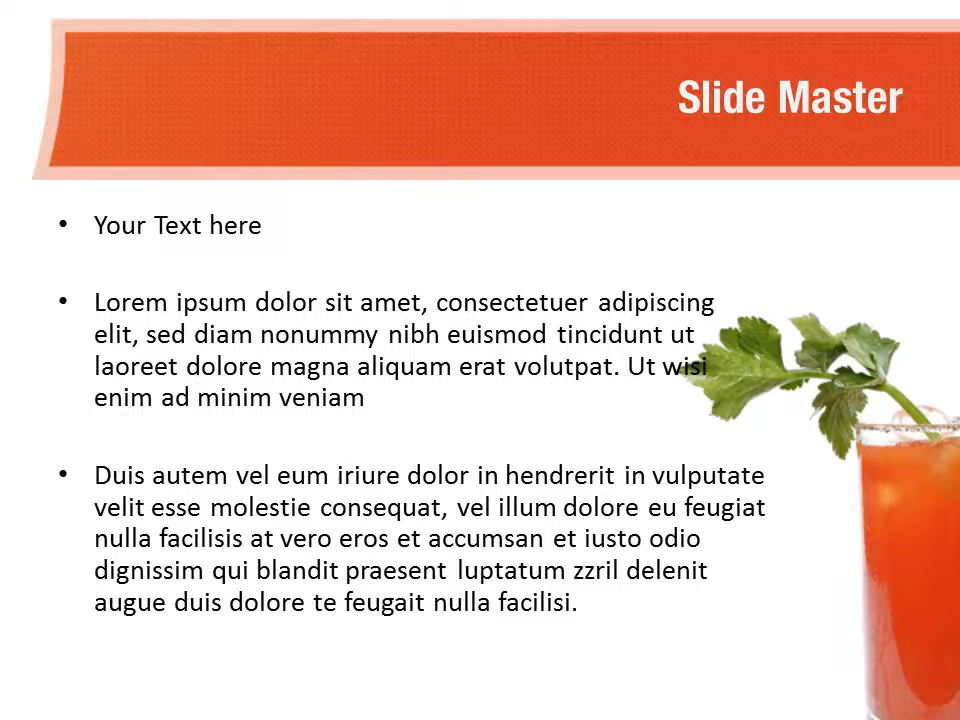 Slide Master
• Your Text here
• Lorem ipsum dolor sit amet, consectetuer adipiscing
elit, sed diam nonummy nibh euismod tincidunt ut
laoreet dolore magna aliquam erat volutpat. Ut wisi
enim ad minim veniam
• Duis autem vel eum iriure dolor in hendrerit in vulputate
velit esse molestie consequat, vel illum dolore eu feugiat
nulla facilisis at vero eros et accumsan et iusto odio
dignissim qui blandit praesent luptatum zzril delenit
augue duis dolore te feugait nulla facilisi.